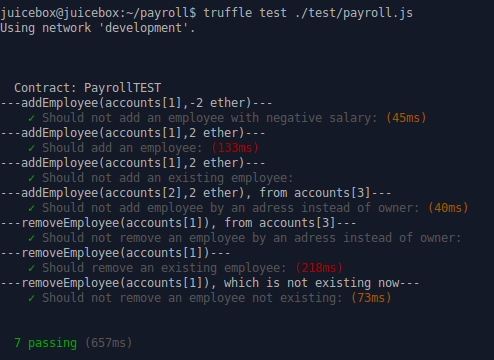 juicebox@juicebox:~/payroll$ truffle test ./test/payroll.js
Using network 'development'.
Contract: PayrollTEST
---addEmployee(accounts[1],-2 ether)---
✓ Should not add an employee with negative salary: (45ms)
---addEmployee(accounts[1],2 ether)---
✓ Should add an employee: (133ms)
---addEmployee(accounts[1],2 ether)---
✓ Should not add an existing employee:
---addEmployee(accounts[2],2 ether), from accounts[3]---
✓ Should not add employee by an adress instead of owner: (40ms)
---removeEmployee(accounts[1]), from accounts[3]---
✓ Should not remove an employee by an adress instead of owner:
---removeEmployee(accounts[1])---
✓ Should remove an existing employee: (218ms)
---removeEmployee(accounts[1]), which is not existing now---
✓ Should not remove an employee not existing: (73ms)
7 passing (657ms)